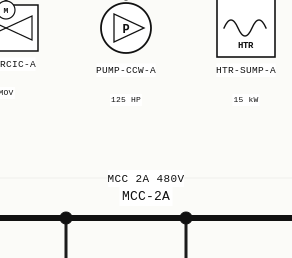 M
P
HTR
RCIC-A
PUMP-CCW-A
HTR-SUMP-A
MOV
125 HP
15 kW
MCC 2A 480V
MCC-2A